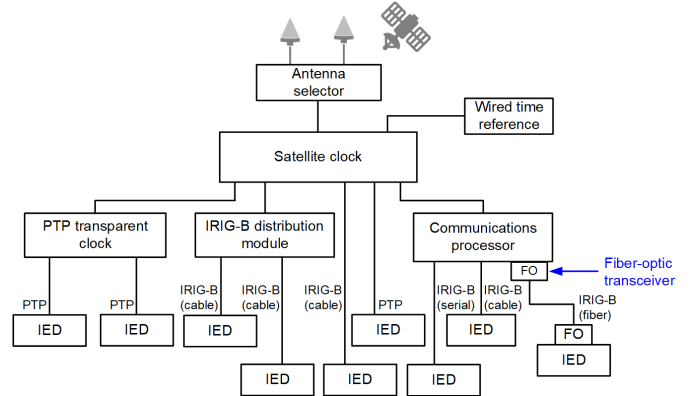 Antenna
selector
Wired time
reference
Satellite clock
PTP transparent
clock
IRIG-B distribution
module
Communications
processor
FO
Fiber-optic
transceiver
PTP
PTP
IRIG-B
(cable)
IRIG-B
(cable)
IRIG-B
(cable)
PTP
IRIG-B
(serial)
IRIG-B
(cable)
IRIG-B
(fiber)
IED
IED
IED
IED
IED
FO
IED
IED
IED
IED